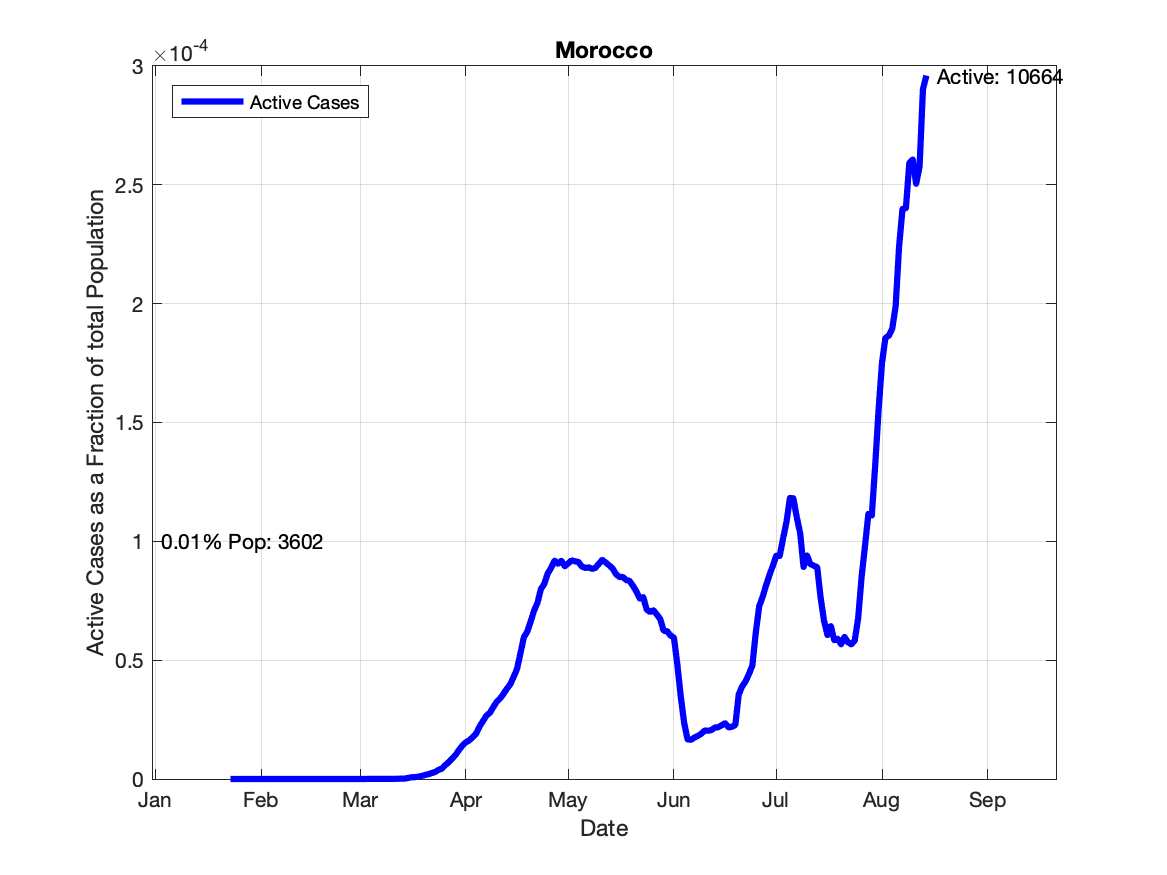 Morocco
×10^-4
3
2.5
2
1.5
1
0.5
0
Active Cases as a Fraction of total Population
Active Cases
Active: 10664
0.01% Pop: 3602
Jan Feb Mar Apr May Jun Jul Aug Sep
Date